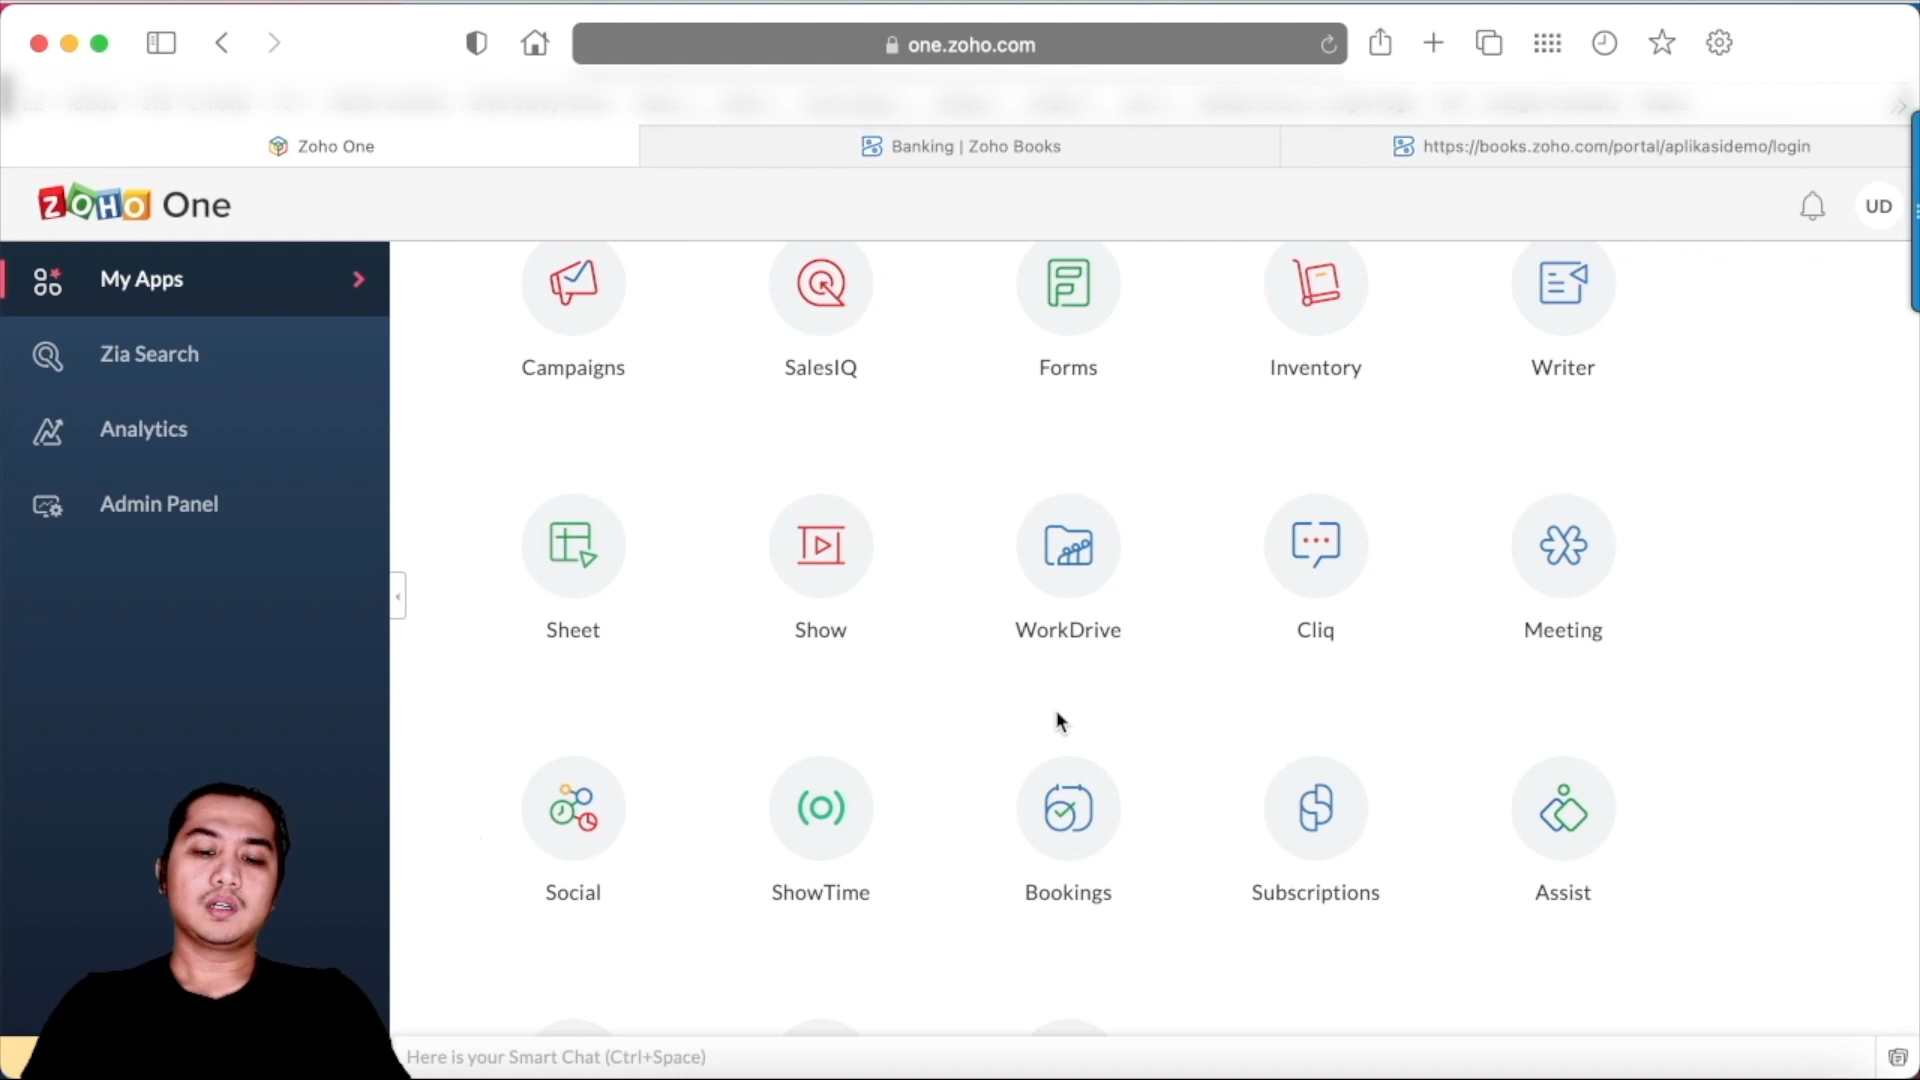 one.zoho.com
Zoho One
Banking | Zoho Books
https://books.zoho.com/portal/aplikasidemo/login
ZOHO One
UD
My Apps
Zia Search
Analytics
Admin Panel
Campaigns
SalesIQ
Forms
Inventory
Writer
Sheet
Show
WorkDrive
Cliq
Meeting
Social
ShowTime
Bookings
Subscriptions
Assist
Here is your Smart Chat (Ctrl+Space)